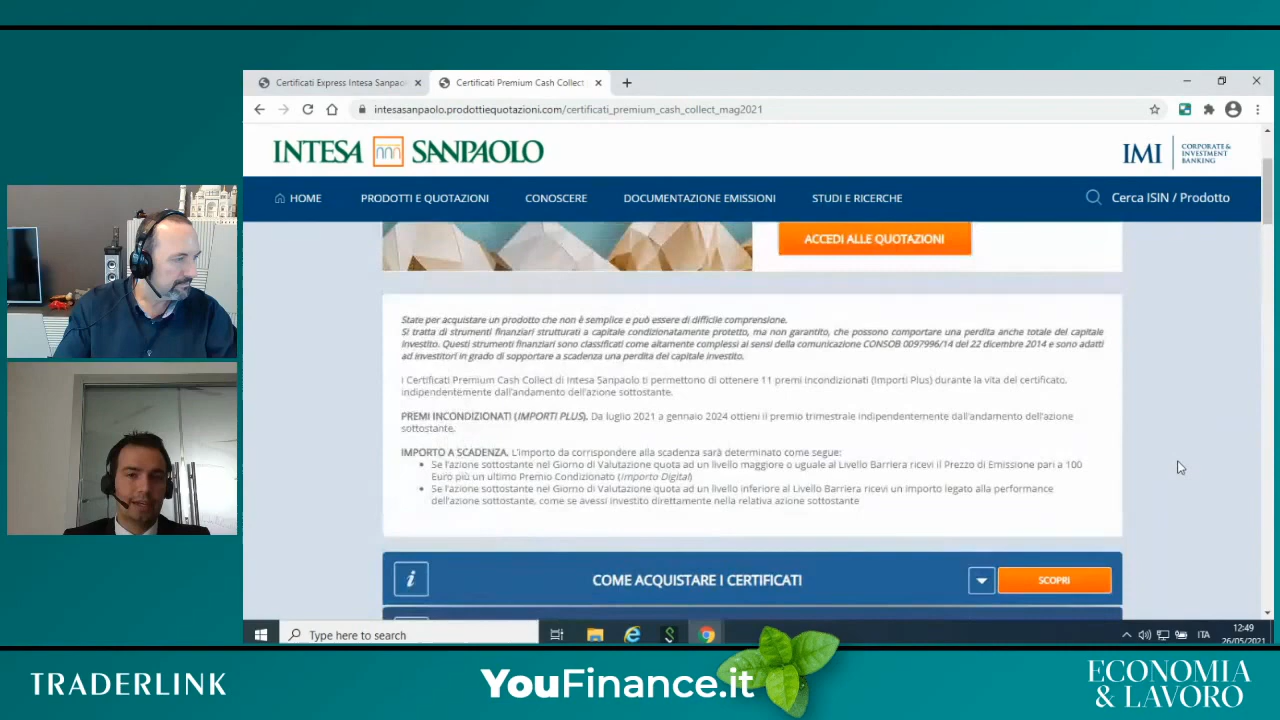 Certificati Express Intesa Sanpao
Certificati Premium Cash Collect
intesasanpaolo.prodottiequotazioni.com/certificati_premium_cash_collect_mag2021
INTESA SANPAOLO
IMI CORPORATE & INVESTMENT BANKING
HOME PRODOTTI E QUOTAZIONI CONOSCERE DOCUMENTAZIONE EMISSIONI STUDI E RICERCHE Cerca ISIN / Prodotto
ACCEDI ALLE QUOTAZIONI
State per acquistare un prodotto che non è semplice e può essere di difficile comprensione.
Si tratta di strumenti finanziari strutturati a capitale condizionatamente protetto, ma non garantito, che possono comportare una perdita anche totale del capitale
investito. Questi strumenti finanziari sono classificati come altamente complessi ai sensi della comunicazione CONSOB 0097996/14 del 22 dicembre 2014 e sono adatti
ad investitori in grado di sopportare a scadenza una perdita del capitale investito.
I Certificati Premium Cash Collect di Intesa Sanpaolo ti permettono di ottenere 11 premi incondizionati (Importi Plus) durante la vita del certificato,
indipendentemente dall'andamento dell'azione sottostante.
PREMI INCONDIZIONATI (IMPORTI PLUS). Da luglio 2021 a gennaio 2024 ottieni il premio trimestrale indipendentemente dall'andamento dell'azione
sottostante.
IMPORTO A SCADENZA. L'importo da corrispondere alla scadenza sarà determinato come segue:
• Se l'azione sottostante nel Giorno di Valutazione quota ad un livello maggiore o uguale al Livello Barriera ricevi il Prezzo di Emissione pari a 100
Euro più un ultimo Premio Condizionato (Importo Digital)
• Se l'azione sottostante nel Giorno di Valutazione quota ad un livello inferiore al Livello Barriera ricevi un importo legato alla performance
dell'azione sottostante, come se avessi investito direttamente nella relativa azione sottostante
i COME ACQUISTARE I CERTIFICATI SCOPRI
Type here to search
ITA
12:49
26/05/2021
TRADERLINK
YouFinance.it
ECONOMIA
& LAVORO